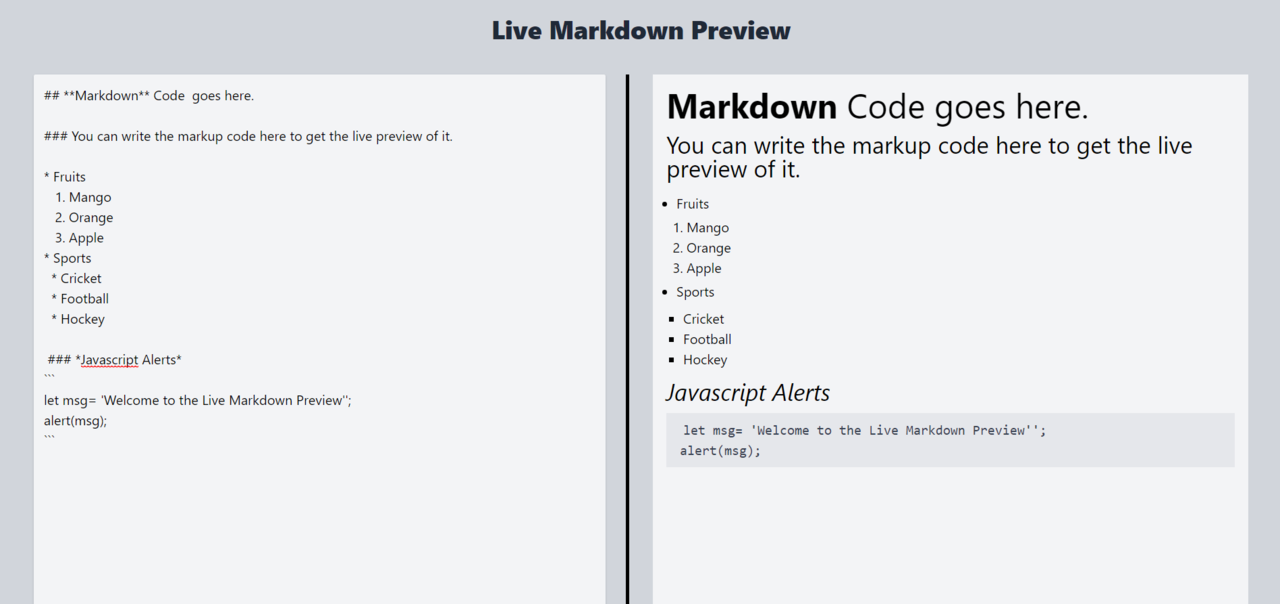 Live Markdown Preview
## **Markdown** Code  goes here.
### You can write the markup code here to get the live preview of it.
* Fruits
1. Mango
2. Orange
3. Apple
* Sports
* Cricket
* Football
* Hockey
### *Javascript Alerts*
```
let msg= 'Welcome to the Live Markdown Preview'';
alert(msg);
```
Markdown Code goes here.
You can write the markup code here to get the live
preview of it.
• Fruits
1. Mango
2. Orange
3. Apple
• Sports
▪ Cricket
▪ Football
▪ Hockey
Javascript Alerts
let msg= 'Welcome to the Live Markdown Preview'';
alert(msg);